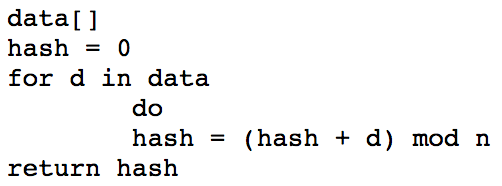 data[]
hash = 0
for d in data
        do
        hash = (hash + d) mod n
return hash